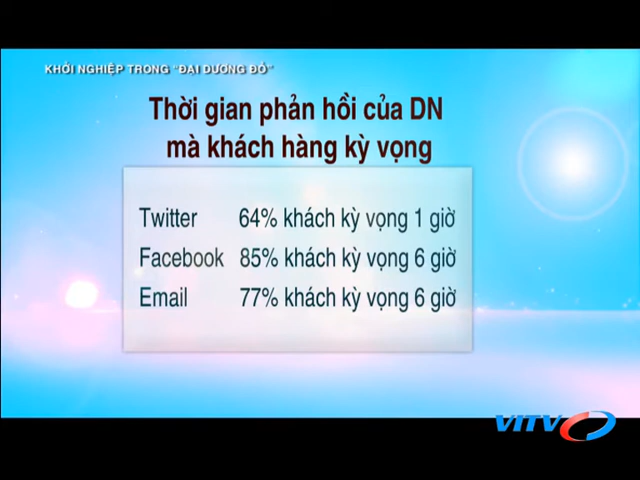 KHỞI NGHIỆP TRONG "ĐẠI DƯƠNG ĐỎ"
Thời gian phản hồi của DN
mà khách hàng kỳ vọng
Twitter 64% khách kỳ vọng 1 giờ
Facebook 85% khách kỳ vọng 6 giờ
Email 77% khách kỳ vọng 6 giờ
VITV